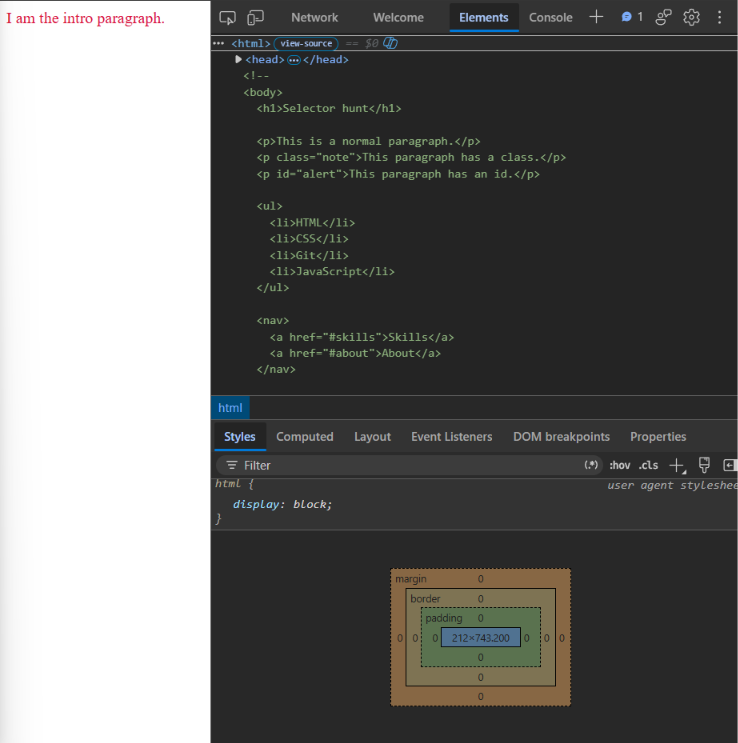 I am the intro paragraph.
Network Welcome Elements Console 1
<html> view-source == $0
<head> </head>
<!--
<body>
<h1>Selector hunt</h1>
<p>This is a normal paragraph.</p>
<p class="note">This paragraph has a class.</p>
<p id="alert">This paragraph has an id.</p>
<ul>
<li>HTML</li>
<li>CSS</li>
<li>Git</li>
<li>JavaScript</li>
</ul>
<nav>
<a href="#skills">Skills</a>
<a href="#about">About</a>
</nav>
html
Styles Computed Layout Event Listeners DOM breakpoints Properties
Filter (.*) :hov .cls
html { user agent styleshee
display: block;
}
margin 0
border 0
padding 0
0 0 0 212×743.200 0 0 0
0
0
0